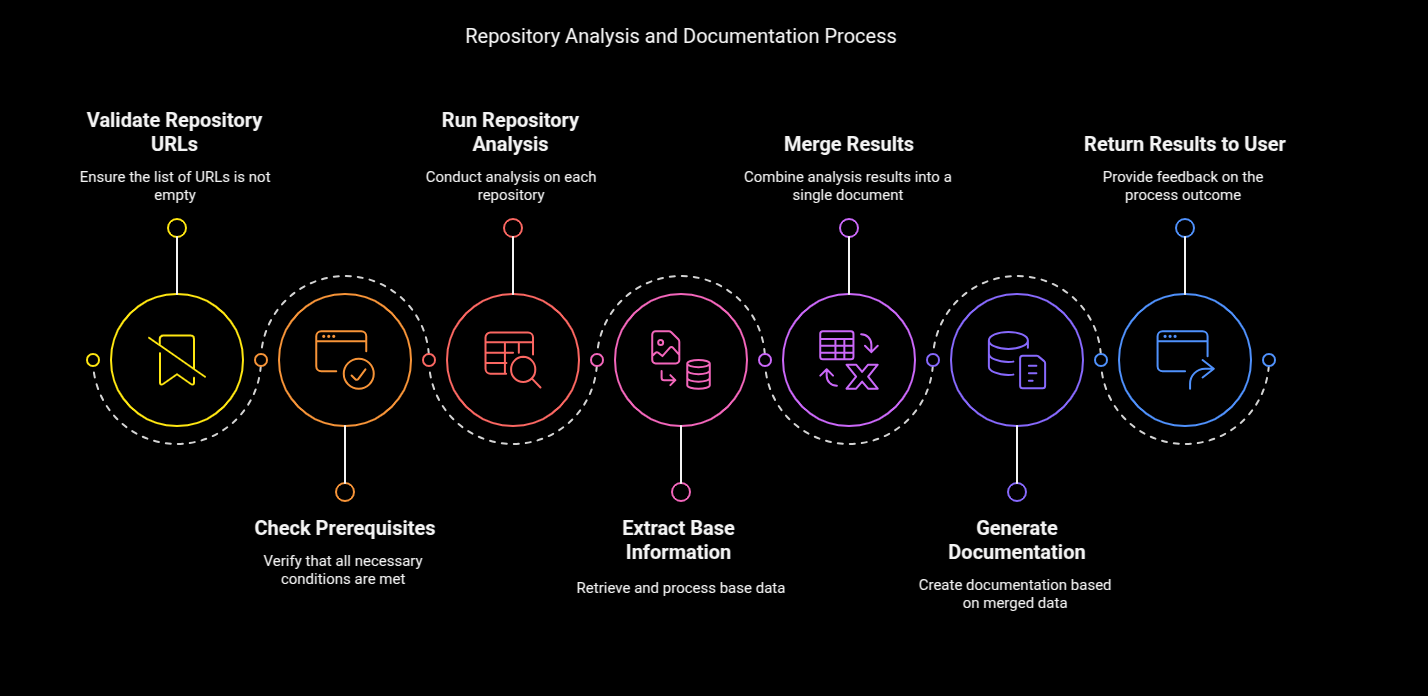 Repository Analysis and Documentation Process
Validate Repository
URLs
Ensure the list of URLs is not
empty
Run Repository
Analysis
Conduct analysis on each
repository
Merge Results
Combine analysis results into a
single document
Return Results to User
Provide feedback on the
process outcome
Check Prerequisites
Verify that all necessary
conditions are met
Extract Base
Information
Retrieve and process base data
Generate
Documentation
Create documentation based
on merged data